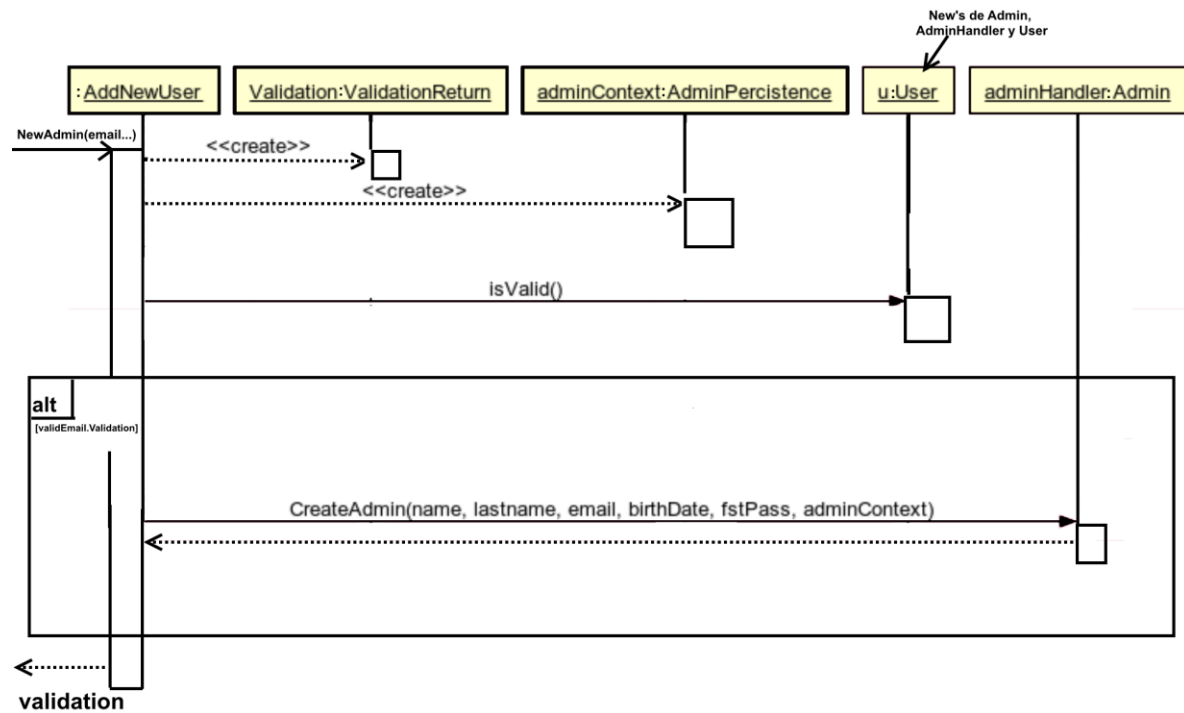 New's de Admin,
AdminHandler y User
:AddNewUser
Validation:ValidationReturn
adminContext:AdminPercistence
u:User
adminHandler:Admin
NewAdmin(email...)
<<create>>
<<create>>
isValid()
alt
[validEmail.Validation]
CreateAdmin(name, lastname, email, birthDate, fstPass, adminContext)
validation